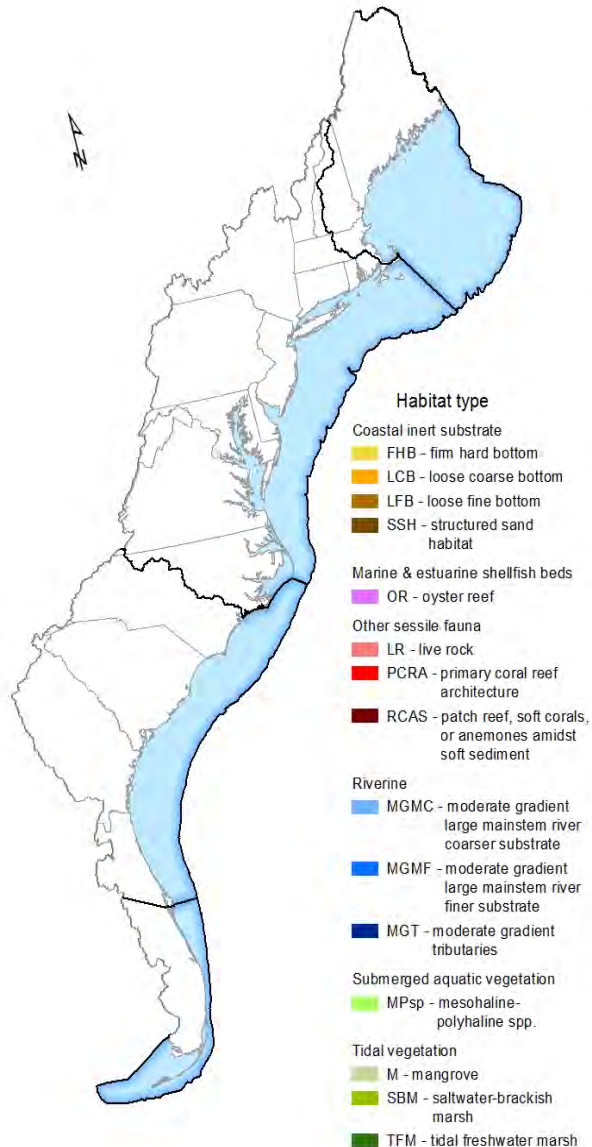 N
Habitat type
Coastal inert substrate
FHB - firm hard bottom
LCB - loose coarse bottom
LFB - loose fine bottom
SSH - structured sand
habitat
Marine & estuarine shellfish beds
OR - oyster reef
Other sessile fauna
LR - live rock
PCRA - primary coral reef
architecture
RCAS - patch reef, soft corals,
or anemones amidst
soft sediment
Riverine
MGMC - moderate gradient
large mainstem river
coarser substrate
MGMF - moderate gradient
large mainstem river
finer substrate
MGT - moderate gradient
tributaries
Submerged aquatic vegetation
MPsp - mesohaline-
polyhaline spp.
Tidal vegetation
M - mangrove
SBM - saltwater-brackish
marsh
TFM - tidal freshwater marsh